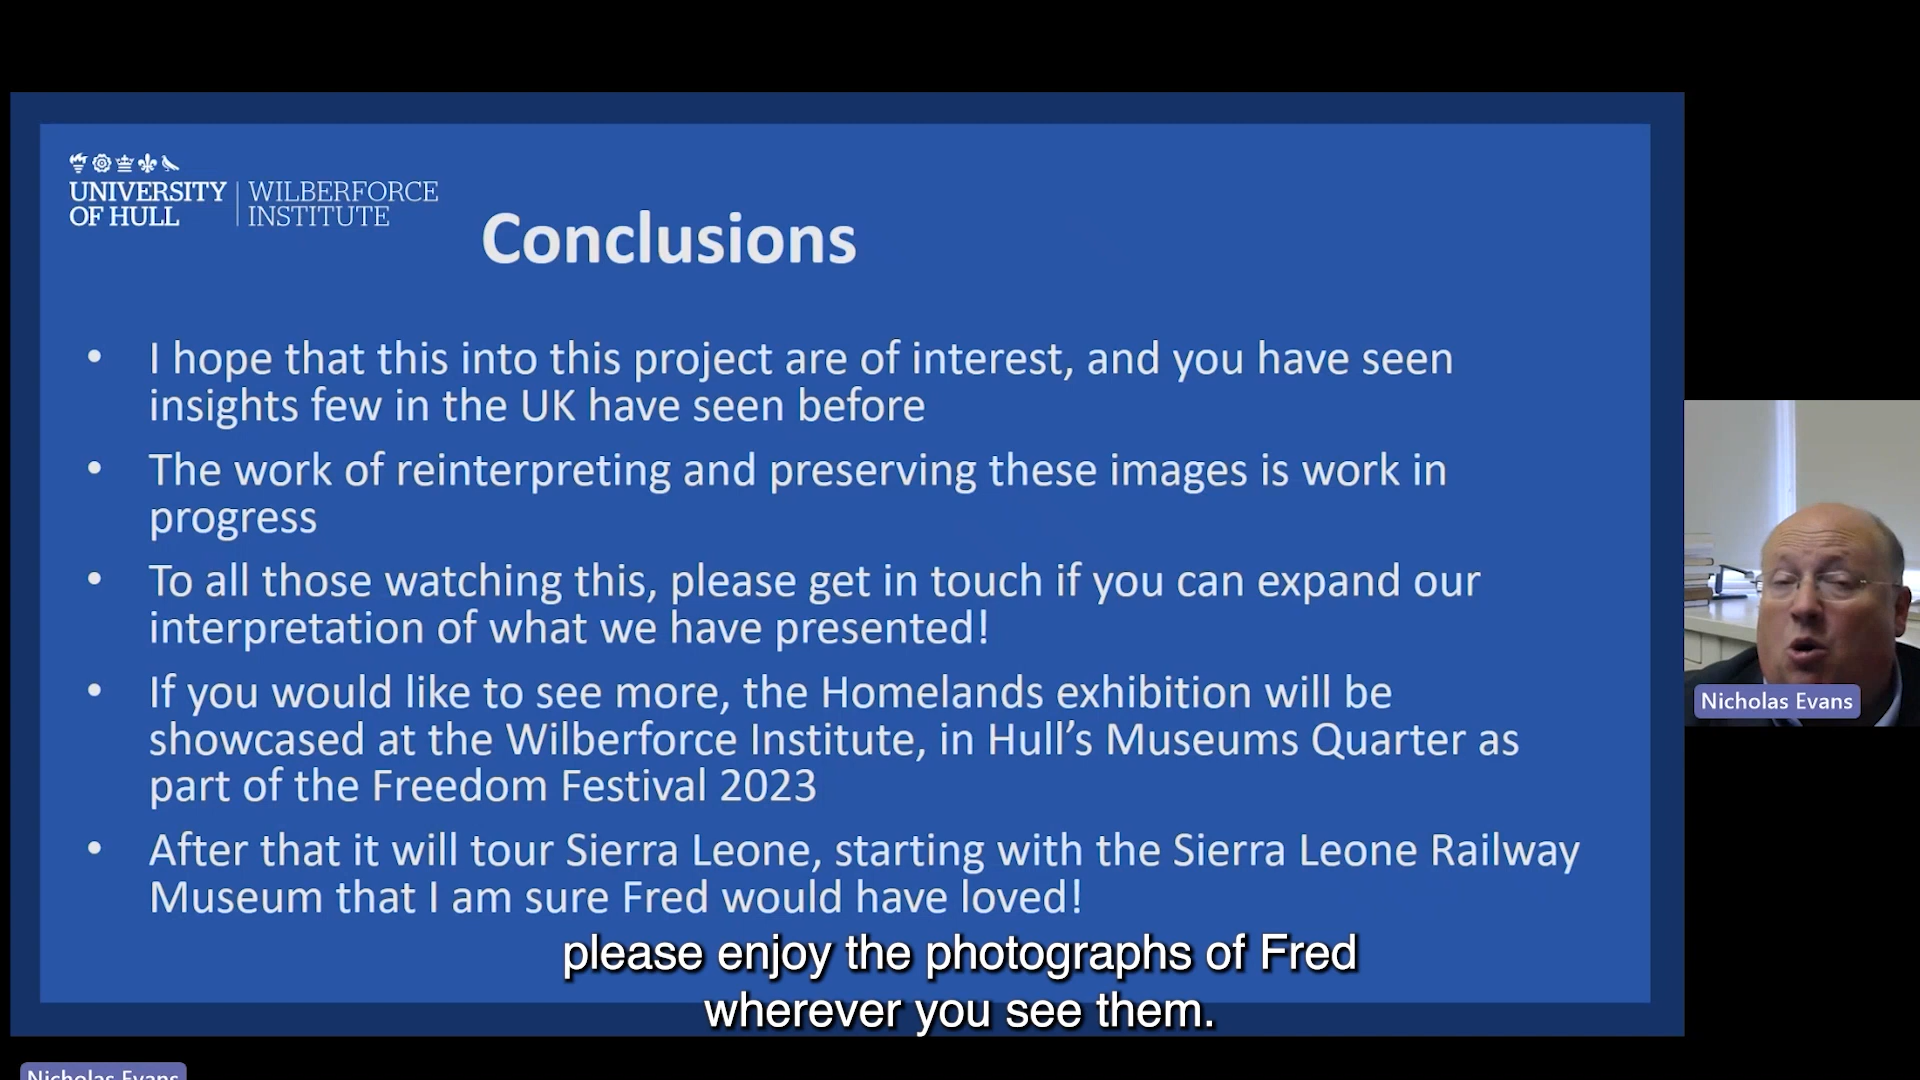 UNIVERSITY OF HULL
WILBERFORCE INSTITUTE
Conclusions
• I hope that this into this project are of interest, and you have seen
insights few in the UK have seen before
• The work of reinterpreting and preserving these images is work in
progress
• To all those watching this, please get in touch if you can expand our
interpretation of what we have presented!
• If you would like to see more, the Homelands exhibition will be
showcased at the Wilberforce Institute, in Hull’s Museums Quarter as
part of the Freedom Festival 2023
• After that it will tour Sierra Leone, starting with the Sierra Leone Railway
Museum that I am sure Fred would have loved!
please enjoy the photographs of Fred
wherever you see them.
Nicholas Evans
Nicholas Evans